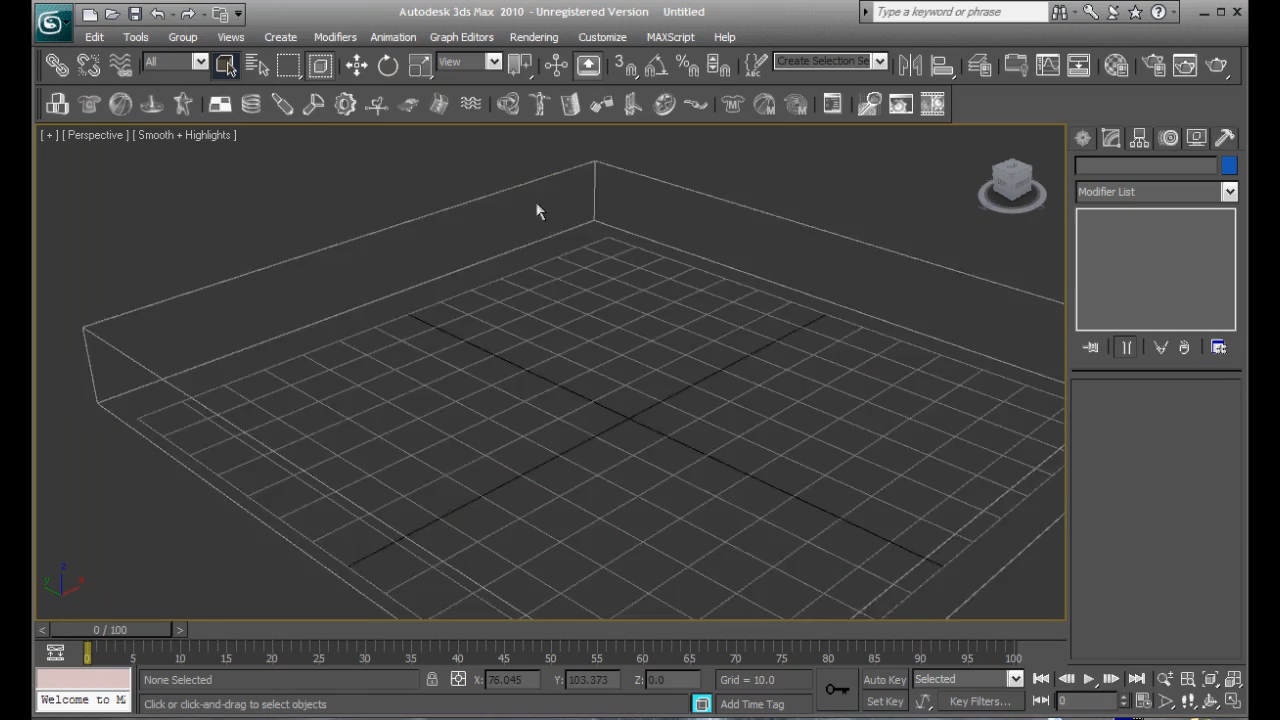 Autodesk 3ds Max 2010 - Unregistered Version Untitled
Type a keyword or phrase
Edit Tools Group Views Create Modifiers Animation Graph Editors Rendering Customize MAXScript Help
All
View
3
Create Selection Se
[ + ] [ Perspective ] [ Smooth + Highlights ]
Modifier List
z
y x
< 0 / 100 >
0 5 10 15 20 25 30 35 40 45 50 55 60 65 70 75 80 85 90 95 100
None Selected
X: 76.045 Y: 103.373 Z: 0.0
Grid = 10.0
Auto Key Selected
Welcome to M
Click or click-and-drag to select objects
Add Time Tag
Set Key Key Filters...
0